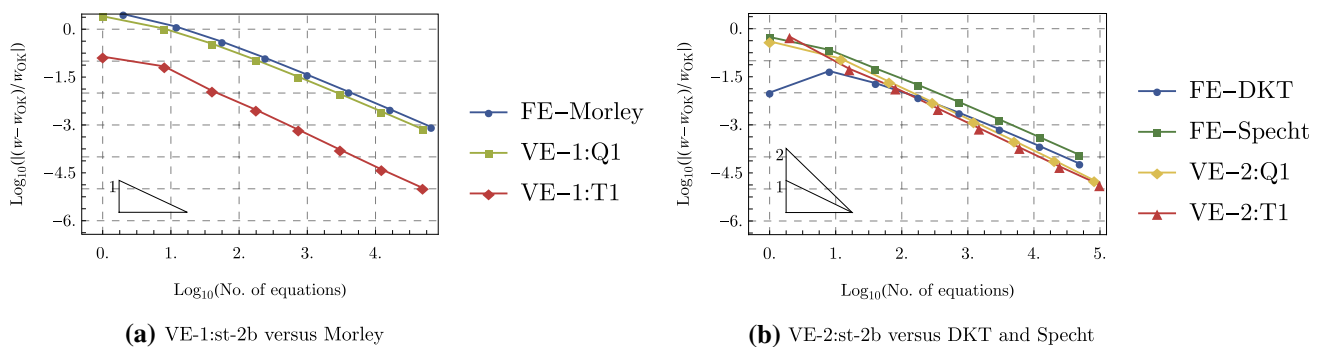 Log10(|(w−wOK)/wOK|)
0.
−1.5
−3.
−4.5
−6.
1
0. 1. 2. 3. 4.
Log10(No. of equations)
FE−Morley
VE−1:Q1
VE−1:T1
(a) VE-1:st-2b versus Morley
Log10(|(w−wOK)/wOK|)
0.
−1.5
−3.
−4.5
−6.
2
1
0. 1. 2. 3. 4. 5.
Log10(No. of equations)
FE−DKT
FE−Specht
VE−2:Q1
VE−2:T1
(b) VE-2:st-2b versus DKT and Specht